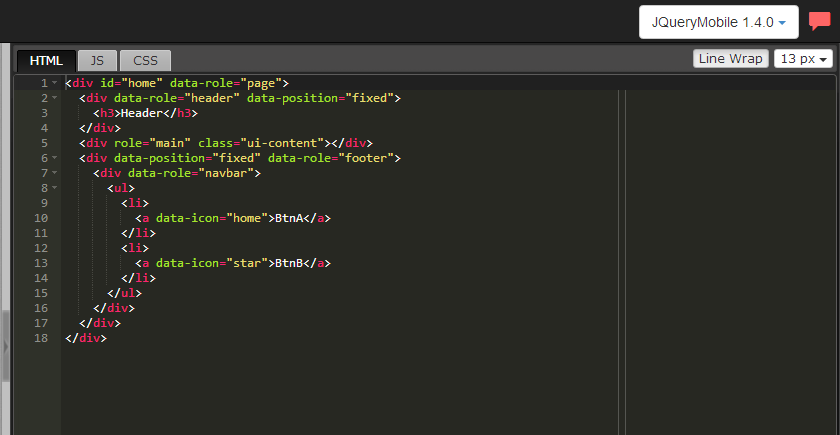 JQueryMobile 1.4.0
HTML JS CSS Line Wrap 13 px
1 <div id="home" data-role="page">
2 <div data-role="header" data-position="fixed">
3 <h3>Header</h3>
4 </div>
5 <div role="main" class="ui-content"></div>
6 <div data-position="fixed" data-role="footer">
7 <div data-role="navbar">
8 <ul>
9 <li>
10 <a data-icon="home">BtnA</a>
11 </li>
12 <li>
13 <a data-icon="star">BtnB</a>
14 </li>
15 </ul>
16 </div>
17 </div>
18 </div>